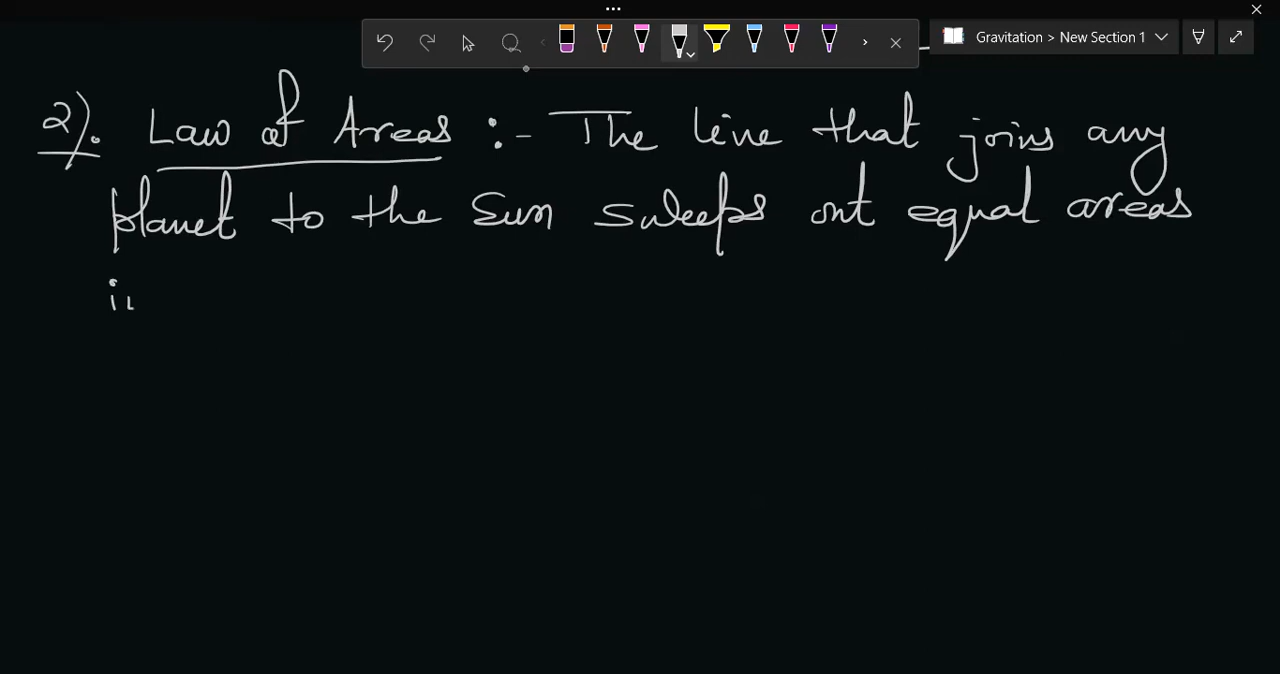 Gravitation > New Section 1
2). Law of Areas :- The line that joins any
planet to the Sun sweeps out equal areas